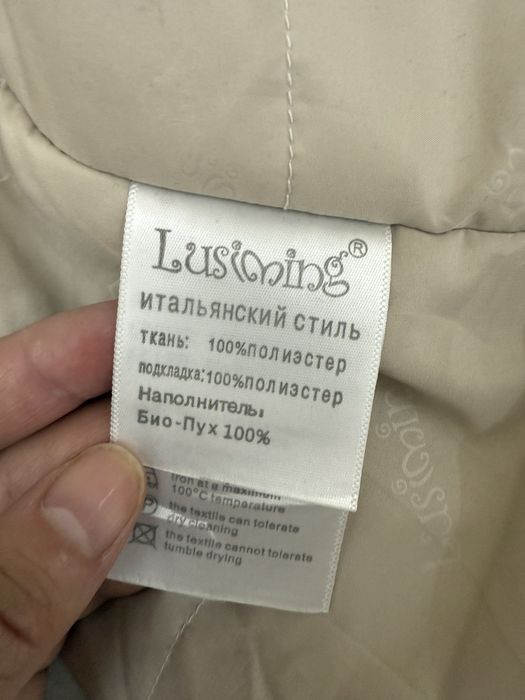 Lusiming®
ИТАЛЬЯНСКИЙ СТИЛЬ
ТКАНЬ: 100%ПОЛИЭСТЕР
ПОДКЛАДКА:100%ПОЛИЭСТЕР
Наполнитель:
Био-Пух 100%
iron at a maximum
100°C temperature
the textile can tolerate
dry cleaning
the textile cannot tolerate
tumble drying